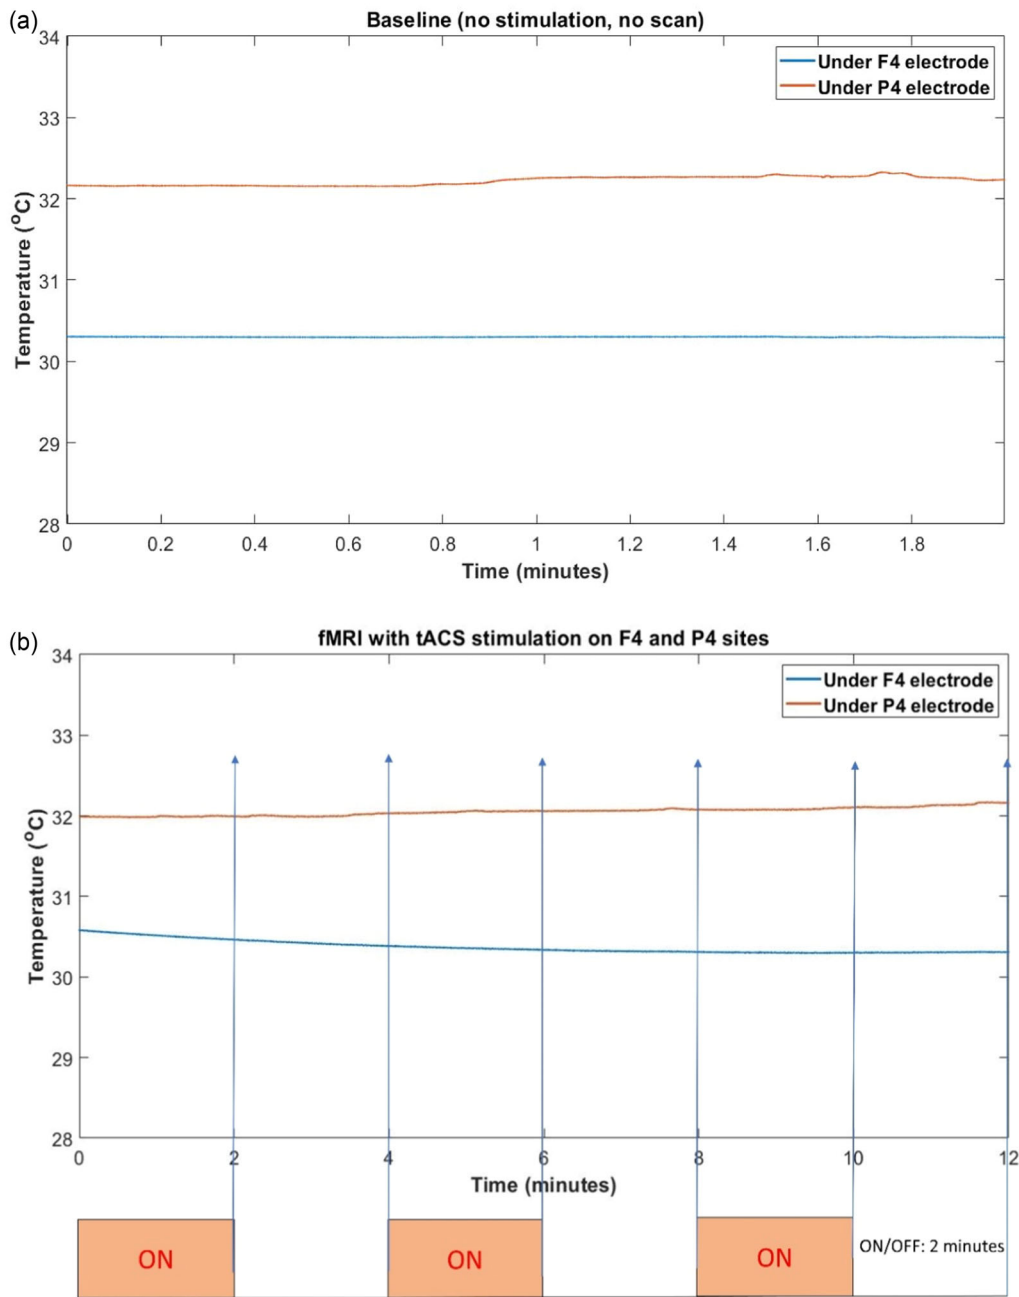 (a)
Baseline (no stimulation, no scan)
34
33
32
31
30
29
28
Temperature (°C)
Under F4 electrode
Under P4 electrode
0 0.2 0.4 0.6 0.8 1 1.2 1.4 1.6 1.8
Time (minutes)
(b)
fMRI with tACS stimulation on F4 and P4 sites
34
33
32
31
30
29
28
Temperature (°C)
Under F4 electrode
Under P4 electrode
0 2 4 6 8 10 12
Time (minutes)
ON ON ON ON/OFF: 2 minutes